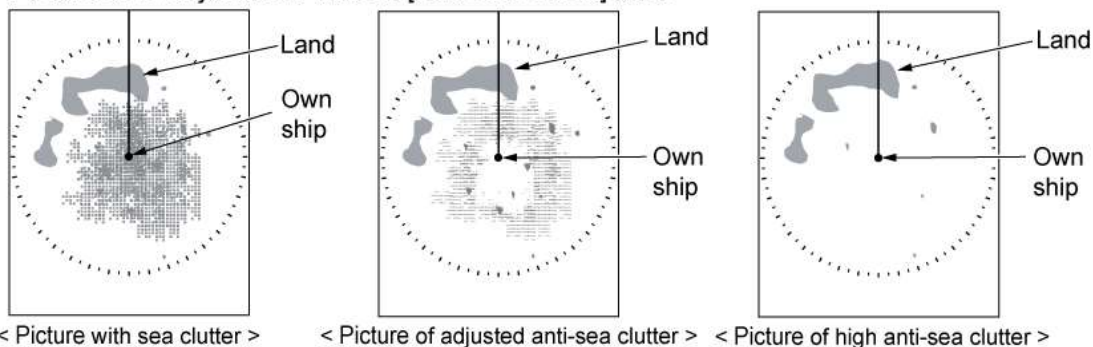 Land
Own
ship
Land
Own
ship
Land
Own
ship
< Picture with sea clutter >
< Picture of adjusted anti-sea clutter >
< Picture of high anti-sea clutter >